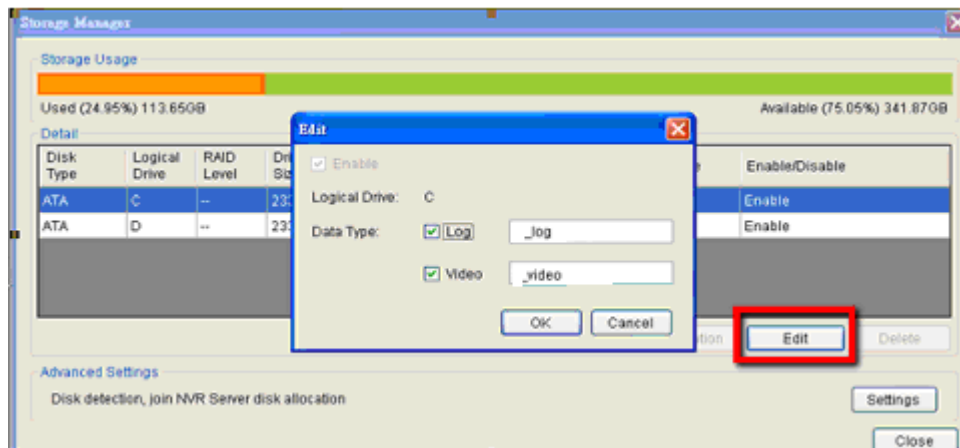 Storage Manager
Storage Usage
Used (24.95%) 113.65GB
Available (75.05%) 341.87GB
Detail
Disk Type
Logical Drive
RAID Level
Enable/Disable
ATA C -- Enable
ATA D -- Enable
Edit
Enable
Logical Drive: C
Data Type: Log _log
Video _video
OK Cancel
Edit Delete
Advanced Settings
Disk detection, join NVR Server disk allocation
Settings
Close